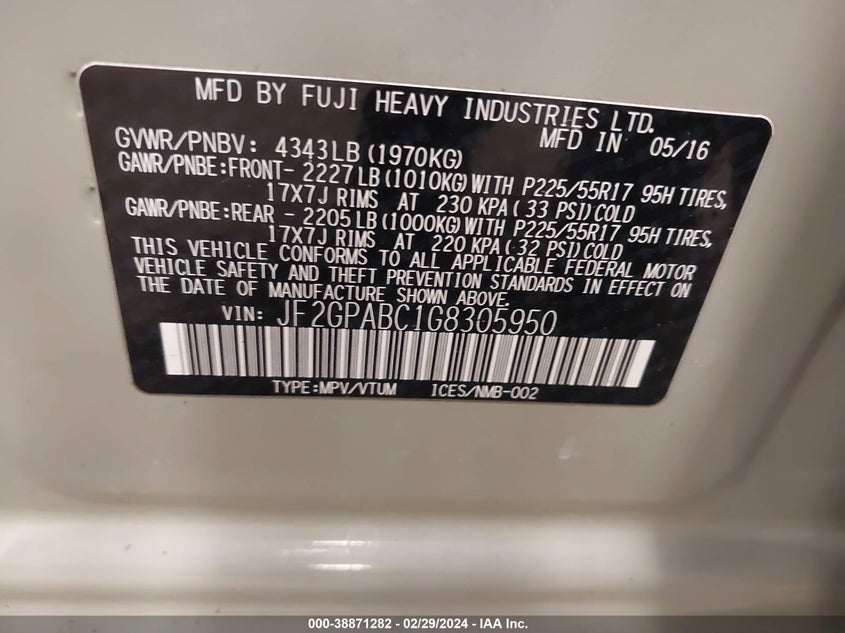 MFD BY FUJI HEAVY INDUSTRIES LTD.
MFD IN 05/16
GVWR/PNBV: 4343LB (1970KG)
GAWR/PNBE:FRONT- 2227LB (1010KG) WITH P225/55R17 95H TIRES,
17X7J RIMS AT 230 KPA ( 33 PSI) COLD
GAWR/PNBE:REAR - 2205LB (1000KG) WITH P225/55R17 95H TIRES,
17X7J RIMS AT 220 KPA ( 32 PSI) COLD
THIS VEHICLE CONFORMS TO ALL APPLICABLE FEDERAL MOTOR
VEHICLE SAFETY AND THEFT PREVENTION STANDARDS IN EFFECT ON
THE DATE OF MANUFACTURE SHOWN ABOVE.
VIN: JF2GPABC1G8305950
TYPE:MPV/VTUM ICES/NMB-002
000-38871282 - 02/29/2024 - IAA Inc.